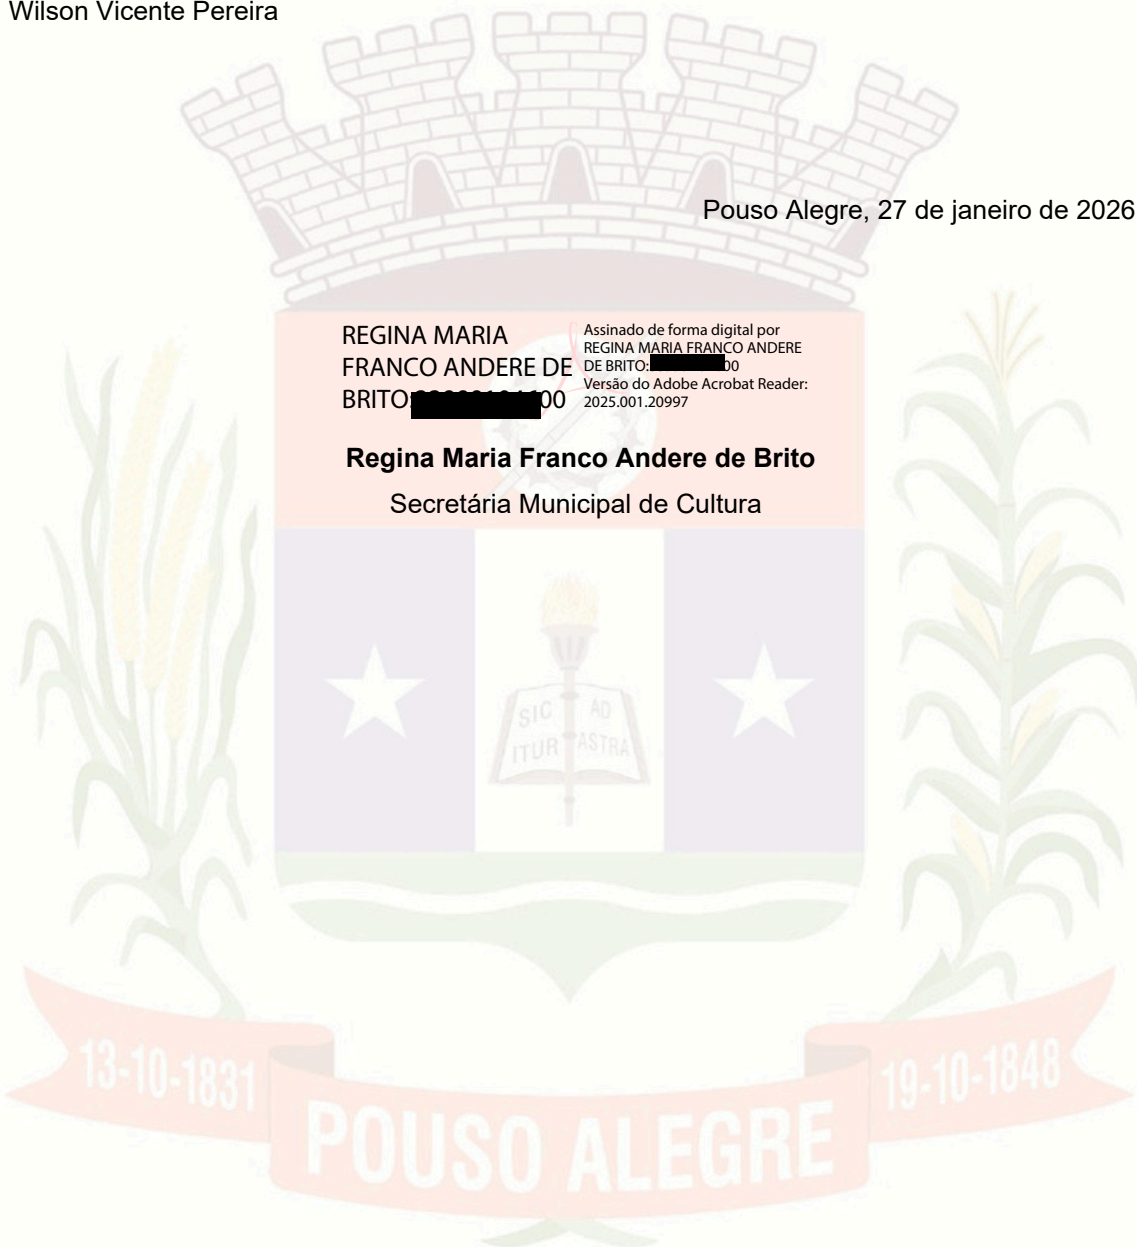 Wilson Vicente Pereira
Pouso Alegre, 27 de janeiro de 2026
REGINA MARIA
FRANCO ANDERE DE
BRITO: 00
Assinado de forma digital por
REGINA MARIA FRANCO ANDERE
DE BRITO: 00
Versão do Adobe Acrobat Reader:
2025.001.20997
Regina Maria Franco Andere de Brito
Secretária Municipal de Cultura
SIC AD
ITUR ASTRA
13-10-1831
19-10-1848
POUSO ALEGRE